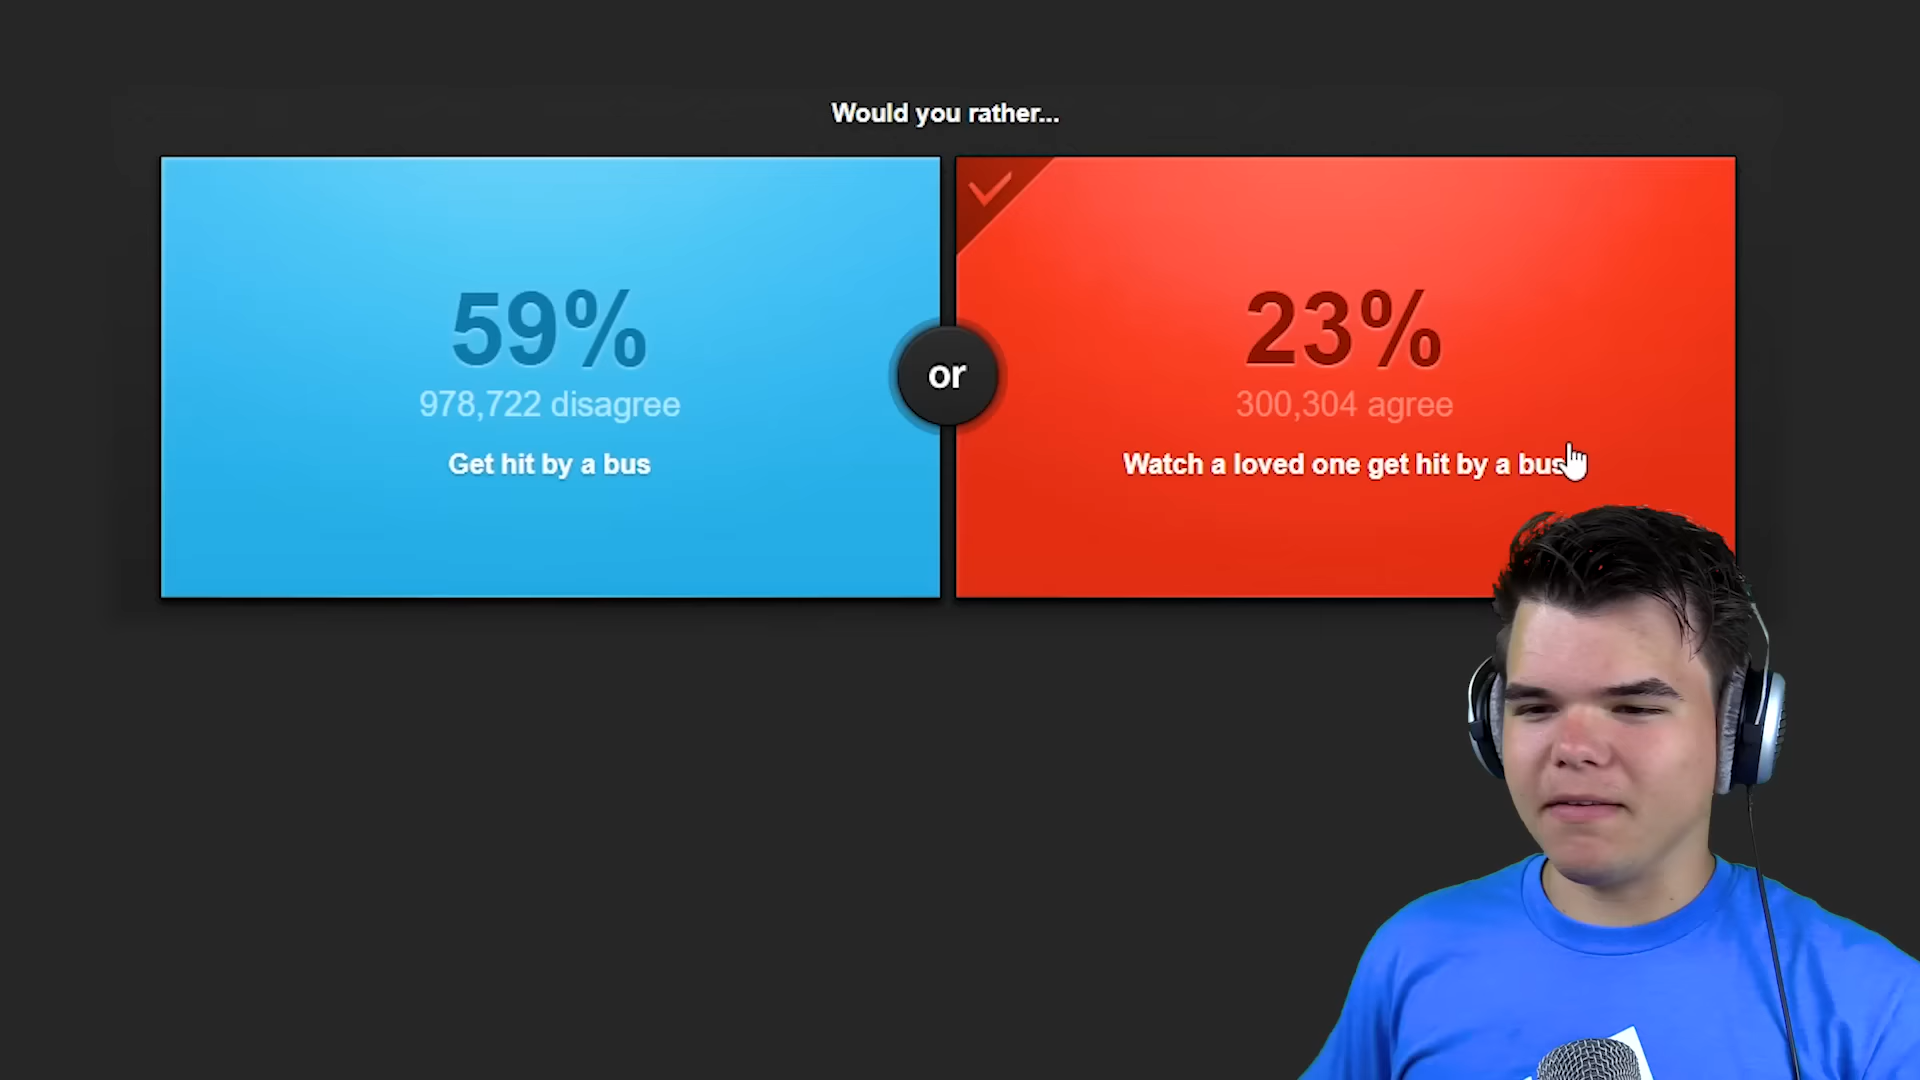 Would you rather...
59%
978,722 disagree
Get hit by a bus
or
23%
300,304 agree
Watch a loved one get hit by a bus